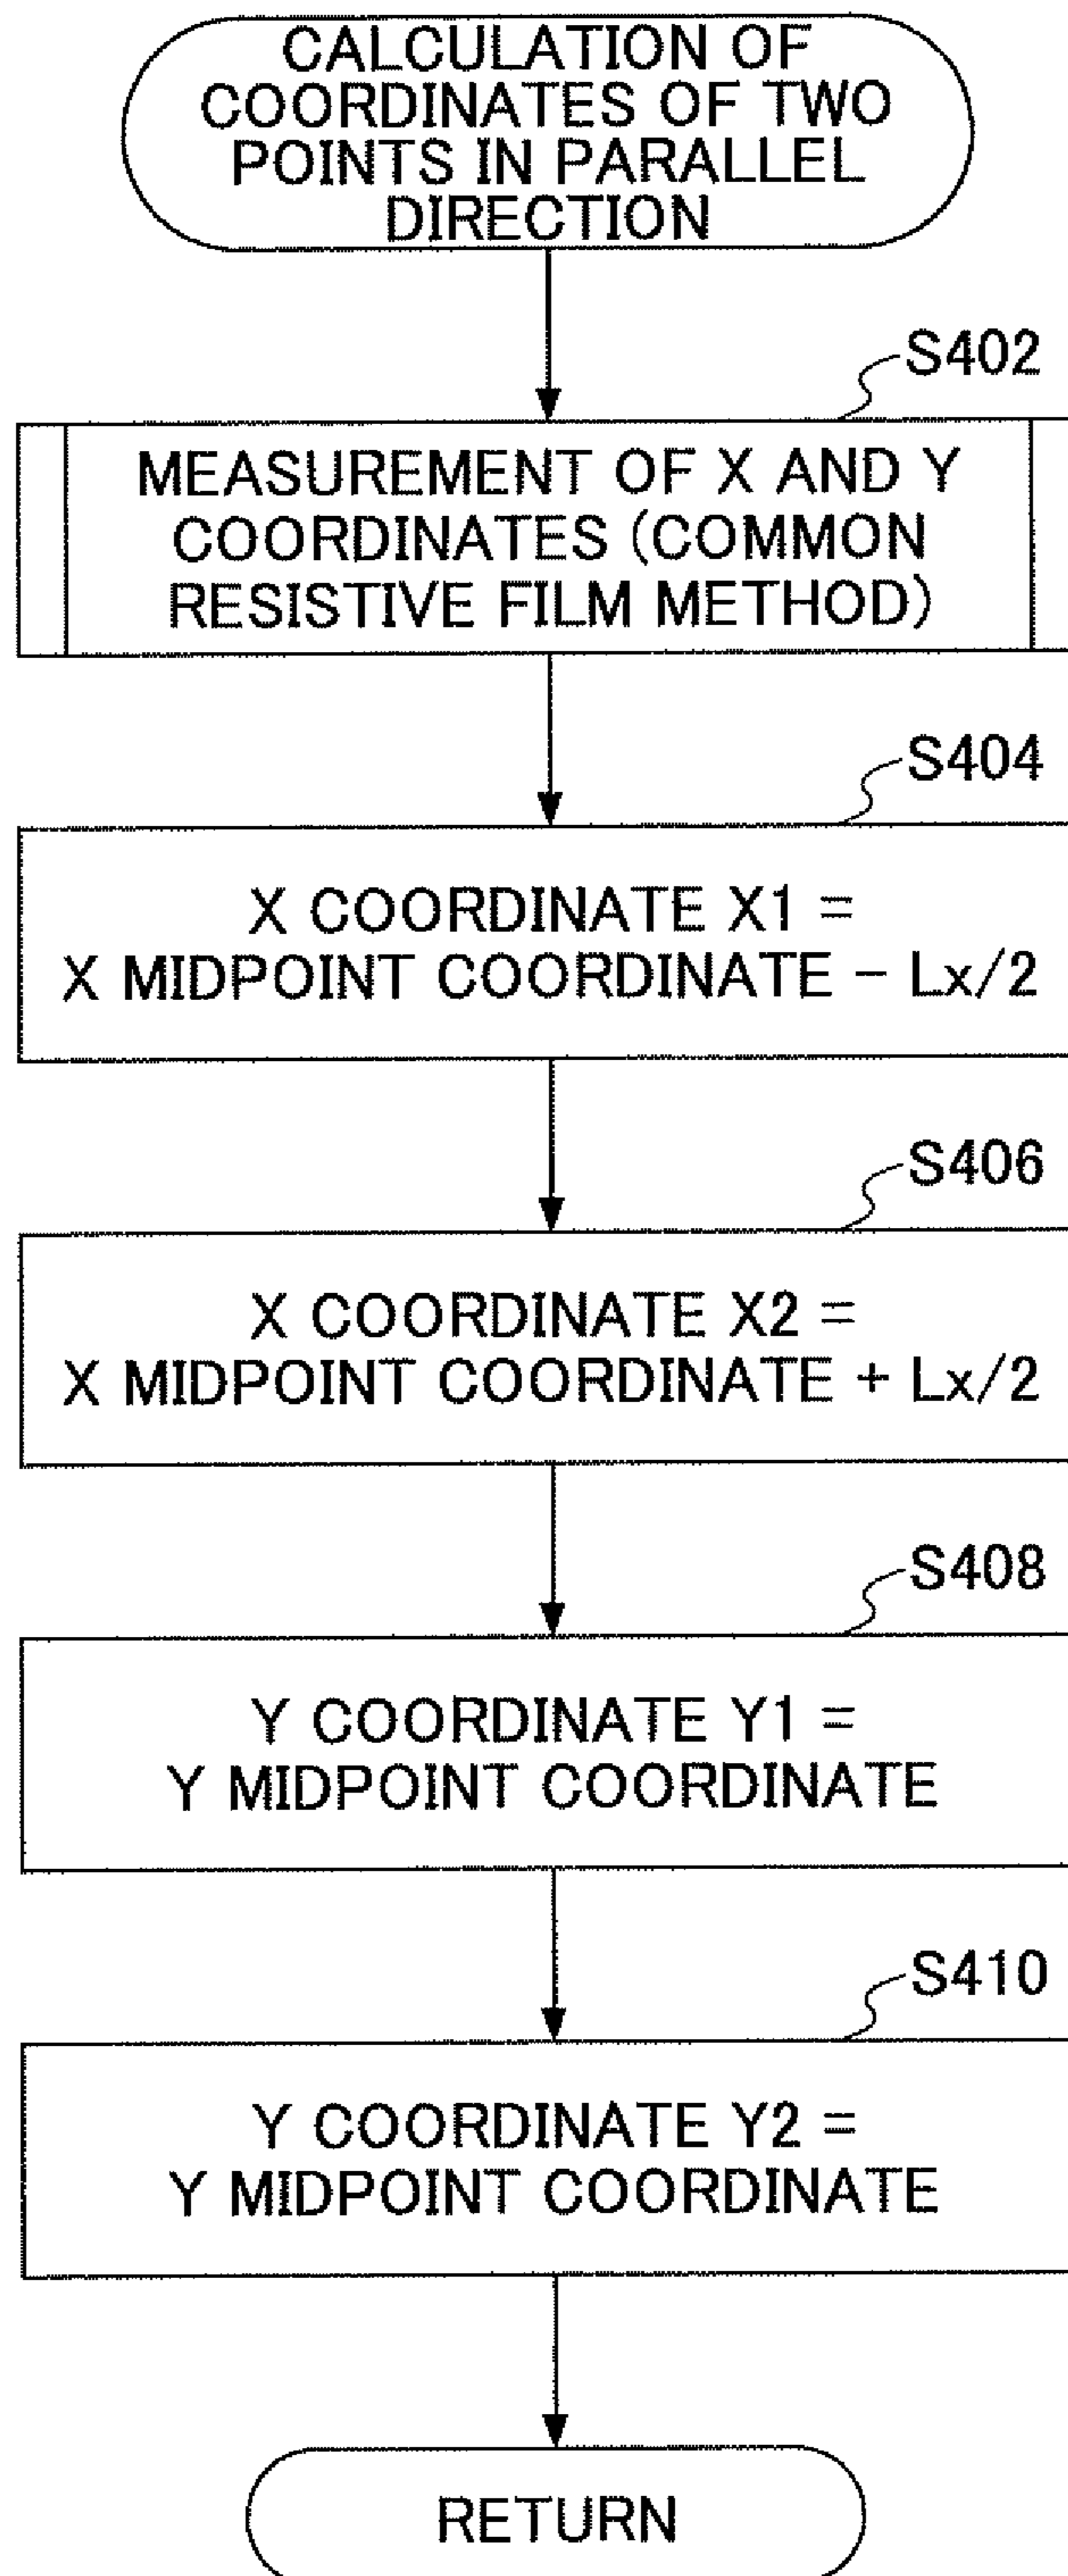 CALCULATION OF
COORDINATES OF TWO
POINTS IN PARALLEL
DIRECTION
S402
MEASUREMENT OF X AND Y
COORDINATES (COMMON
RESISTIVE FILM METHOD)
S404
X COORDINATE X1 =
X MIDPOINT COORDINATE − Lx/2
S406
X COORDINATE X2 =
X MIDPOINT COORDINATE + Lx/2
S408
Y COORDINATE Y1 =
Y MIDPOINT COORDINATE
S410
Y COORDINATE Y2 =
Y MIDPOINT COORDINATE
RETURN